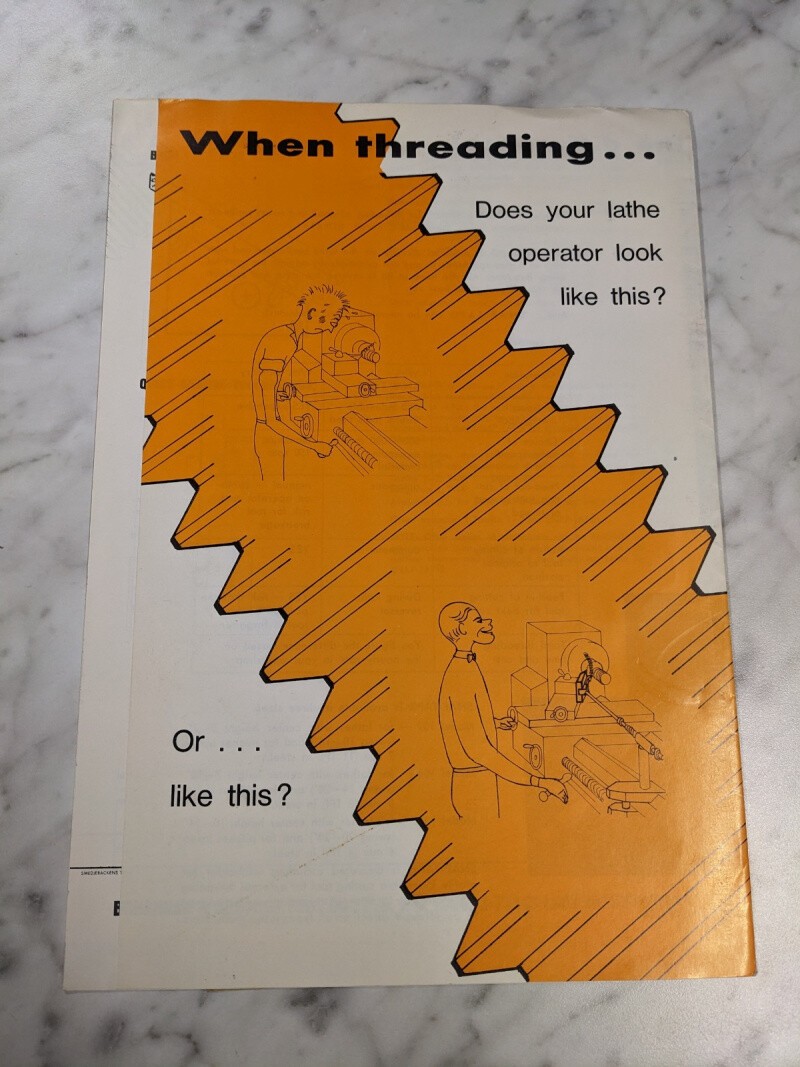 When threading...
Does your lathe
operator look
like this?
Or ...
like this?